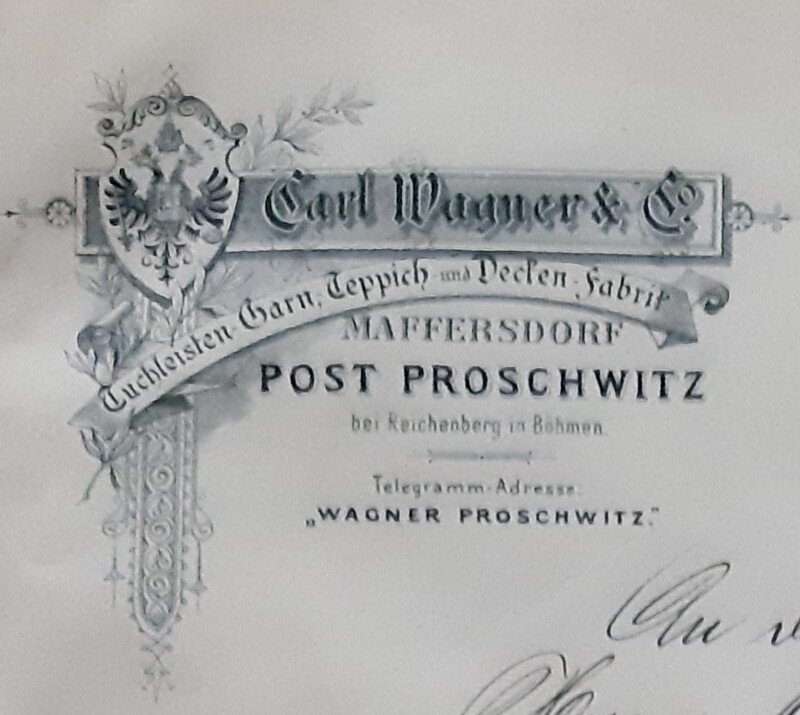 Carl Wagner & Co.
Tuchleisten-Garn, Teppich- und Decken-Fabrik
MAFFERSDORF
POST PROSCHWITZ
bei Reichenberg in Böhmen.
Telegramm-Adresse:
„WAGNER PROSCHWITZ.“
An